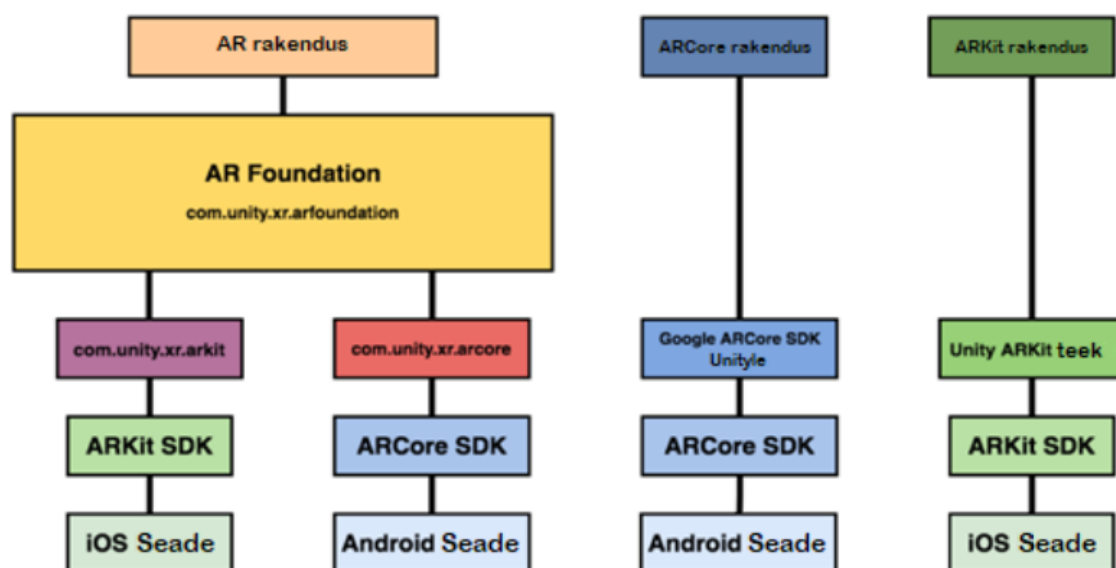 AR rakendus
ARCore rakendus
ARKit rakendus
AR Foundation
com.unity.xr.arfoundation
com.unity.xr.arkit
com.unity.xr.arcore
Google ARCore SDK
Unityle
Unity ARKit teek
ARKit SDK
ARCore SDK
ARCore SDK
ARKit SDK
iOS Seade
Android Seade
Android Seade
iOS Seade